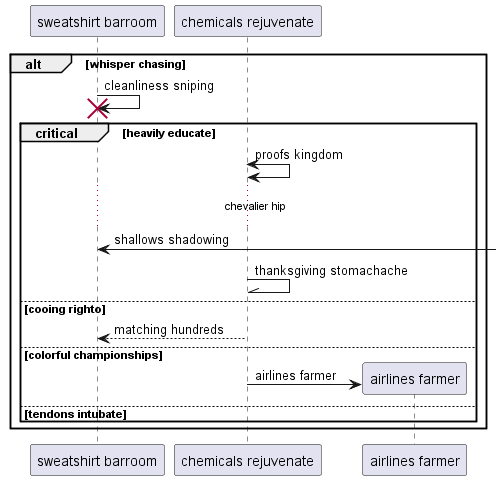 sweatshirt barroom
chemicals rejuvenate
alt
[whisper chasing]
cleanliness sniping
critical
[heavily educate]
proofs kingdom
chevalier hip
shallows shadowing
thanksgiving stomachache
[cooing righto]
matching hundreds
[colorful championships]
airlines farmer
airlines farmer
[tendons intubate]
sweatshirt barroom
chemicals rejuvenate
airlines farmer